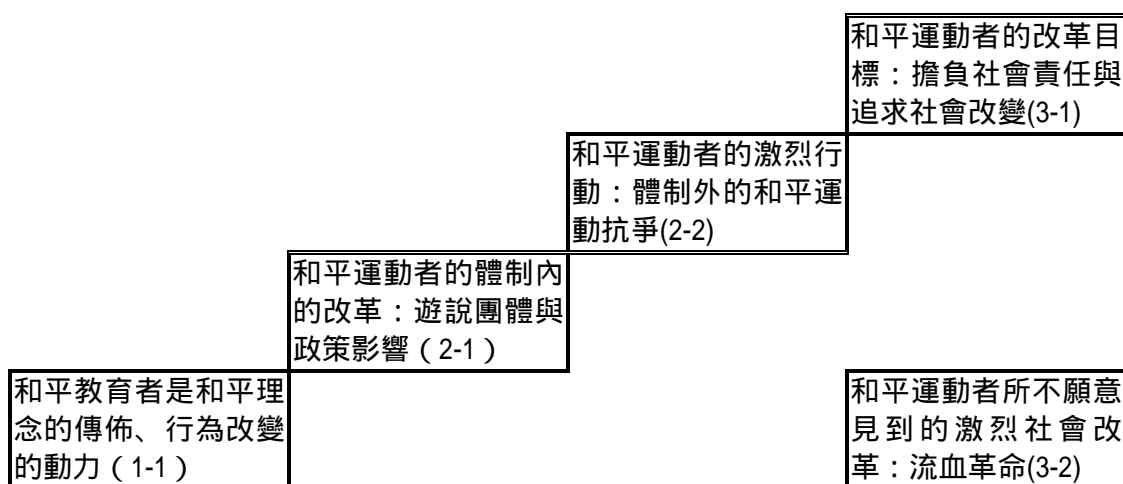 和平運動者的改革目
標：擔負社會責任與
追求社會改變(3-1)
和平運動者的激烈行
動：體制外的和平運
動抗爭(2-2)
和平運動者的體制內
的改革：遊說團體與
政策影響（2-1）
和平教育者是和平理
念的傳佈、行為改變
的動力（1-1）
和平運動者所不願意
見到的激烈社會改
革：流血革命(3-2)